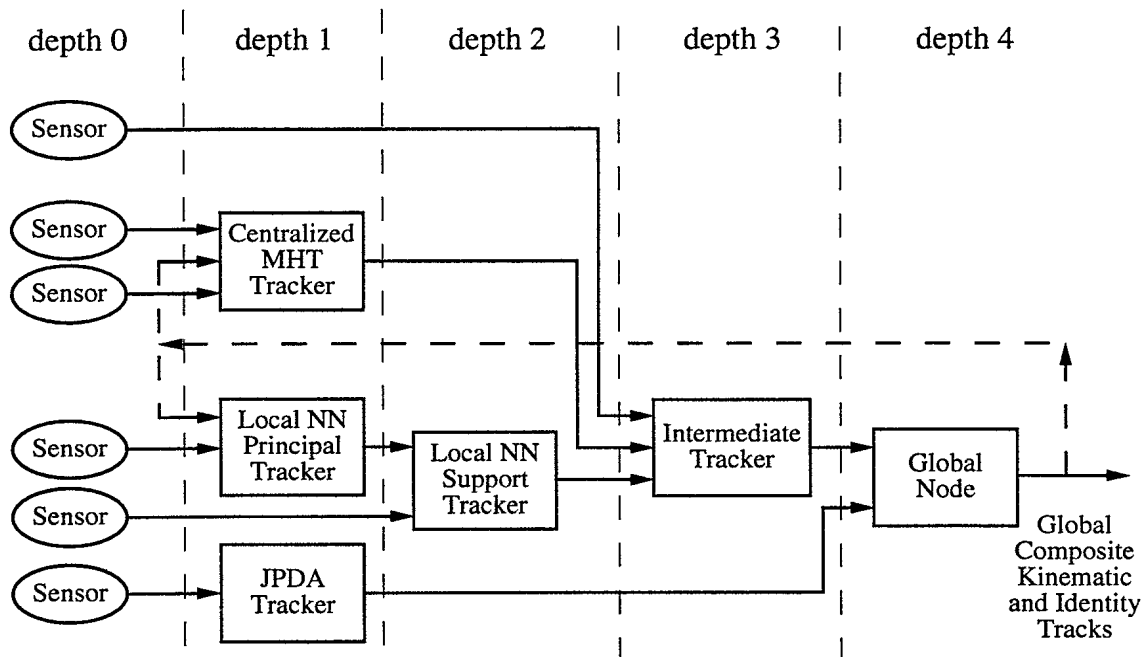 depth 0
depth 1
depth 2
depth 3
depth 4
Sensor
Sensor
Centralized
MHT
Tracker
Sensor
Local NN
Principal
Tracker
Sensor
Local NN
Support
Tracker
Intermediate
Tracker
Global
Node
Sensor
JPDA
Tracker
Sensor
Global
Composite
Kinematic
and Identity
Tracks